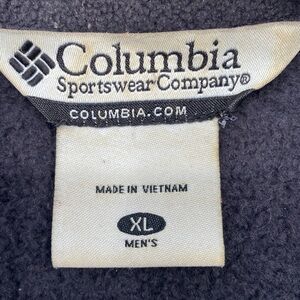 Columbia
Sportswear Company®
COLUMBIA.COM
MADE IN VIETNAM
XL
MEN'S